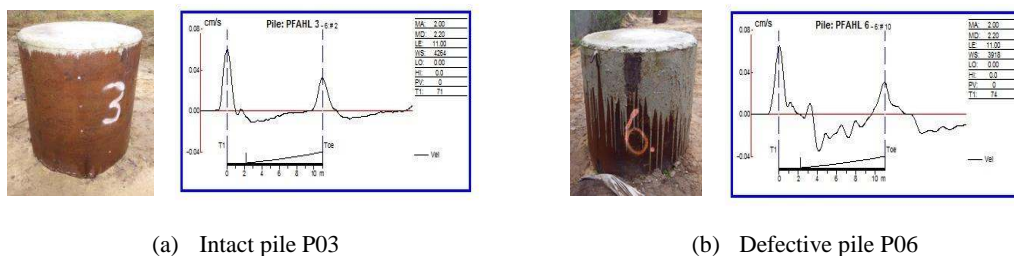 3
cm/s
Pile: PFAHL 3 - 6: # 2
0.08
0.04
0.00
-0.04
T1
Toe
Vel
0 2 4 6 8 10 m
MA: 2.00
MD: 2.20
LE: 11.00
WS: 4264
LO: 0.00
HI: 0.0
PV: 0
T1: 71
6.
cm/s
Pile: PFAHL 6 - 6: # 10
0.08
0.04
0.00
-0.04
T1
Toe
Vel
0 2 4 6 8 10 m
MA: 2.00
MD: 2.20
LE: 11.00
WS: 3918
LO: 0.00
HI: 0.0
PV: 0
T1: 74
(a) Intact pile P03
(b) Defective pile P06